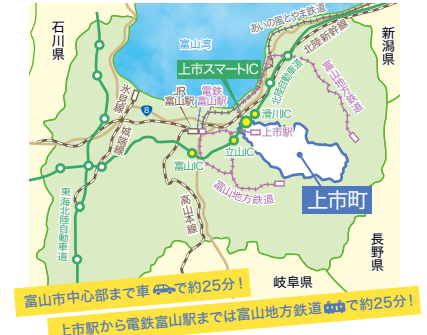 石川県
富山湾
あいの風とやま鉄道
北陸新幹線
新潟県
上市スマートIC
北陸自動車道
JR
富山駅
電鉄
富山駅
富山地方鉄道
氷見線
城端線
8
滑川IC
上市駅
立山IC
富山IC
富山地方鉄道
上市町
東海北陸自動車道
高山本線
長野県
岐阜県
富山市中心部まで車で約25分!
上市駅から電鉄富山駅までは富山地方鉄道で約25分!